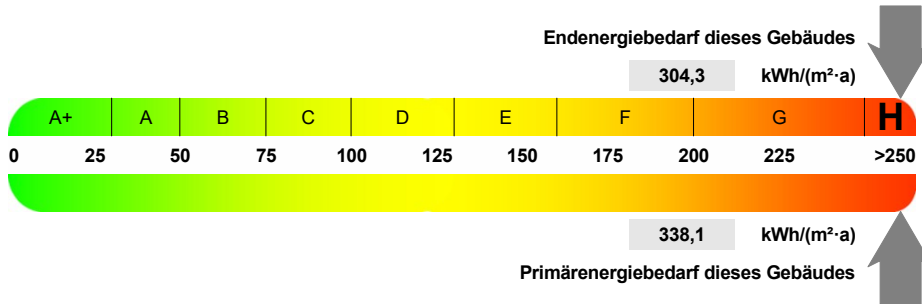 Endenergiebedarf dieses Gebäudes
304,3 kWh/(m²·a)
A+ A B C D E F G H
0 25 50 75 100 125 150 175 200 225 >250
338,1 kWh/(m²·a)
Primärenergiebedarf dieses Gebäudes